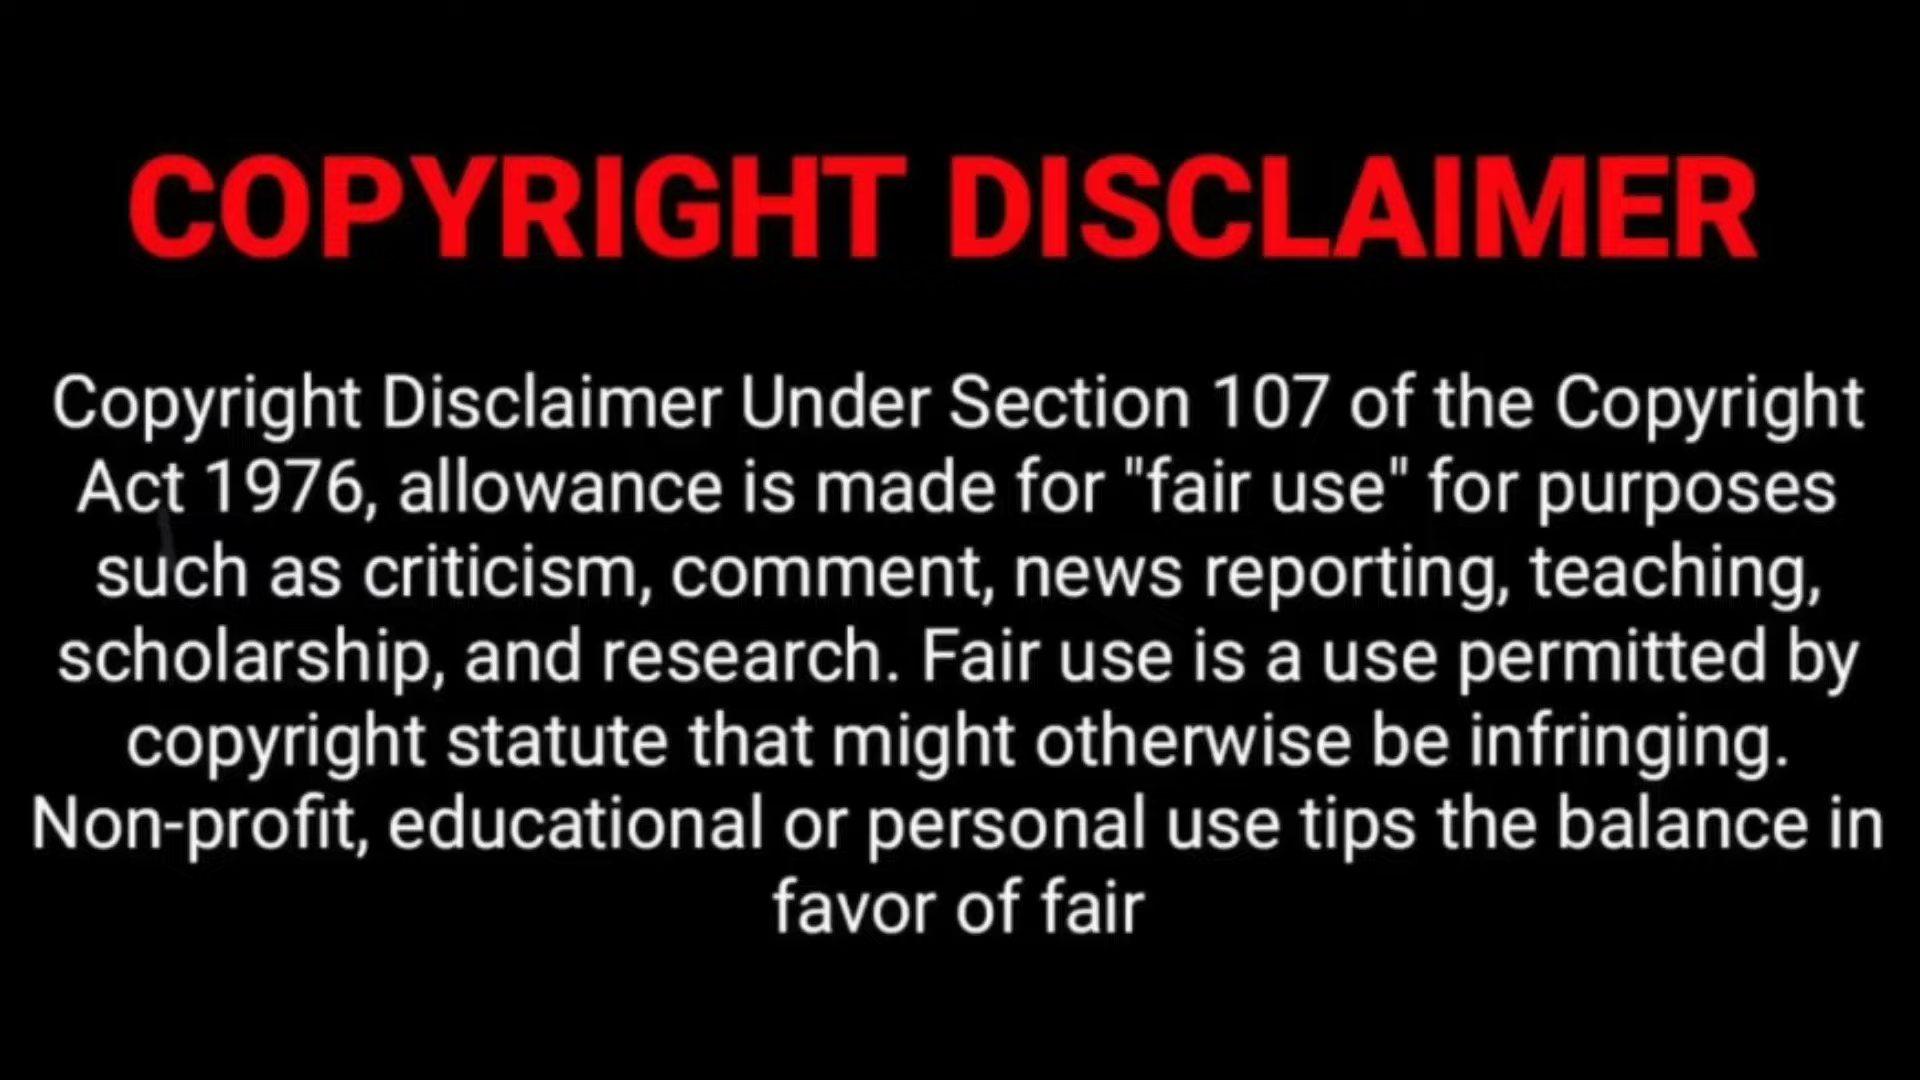 COPYRIGHT DISCLAIMER
Copyright Disclaimer Under Section 107 of the Copyright
Act 1976, allowance is made for "fair use" for purposes
such as criticism, comment, news reporting, teaching,
scholarship, and research. Fair use is a use permitted by
copyright statute that might otherwise be infringing.
Non-profit, educational or personal use tips the balance in
favor of fair